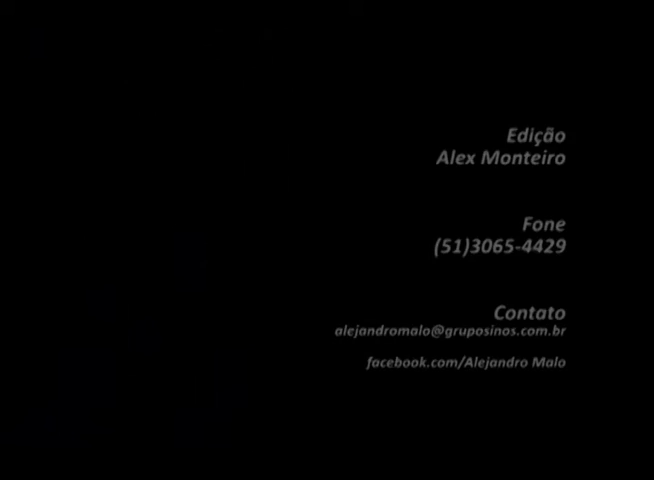 Edição
Alex Monteiro
Fone
(51)3065-4429
Contato
alejandromalo@gruposinos.com.br
facebook.com/Alejandro Malo